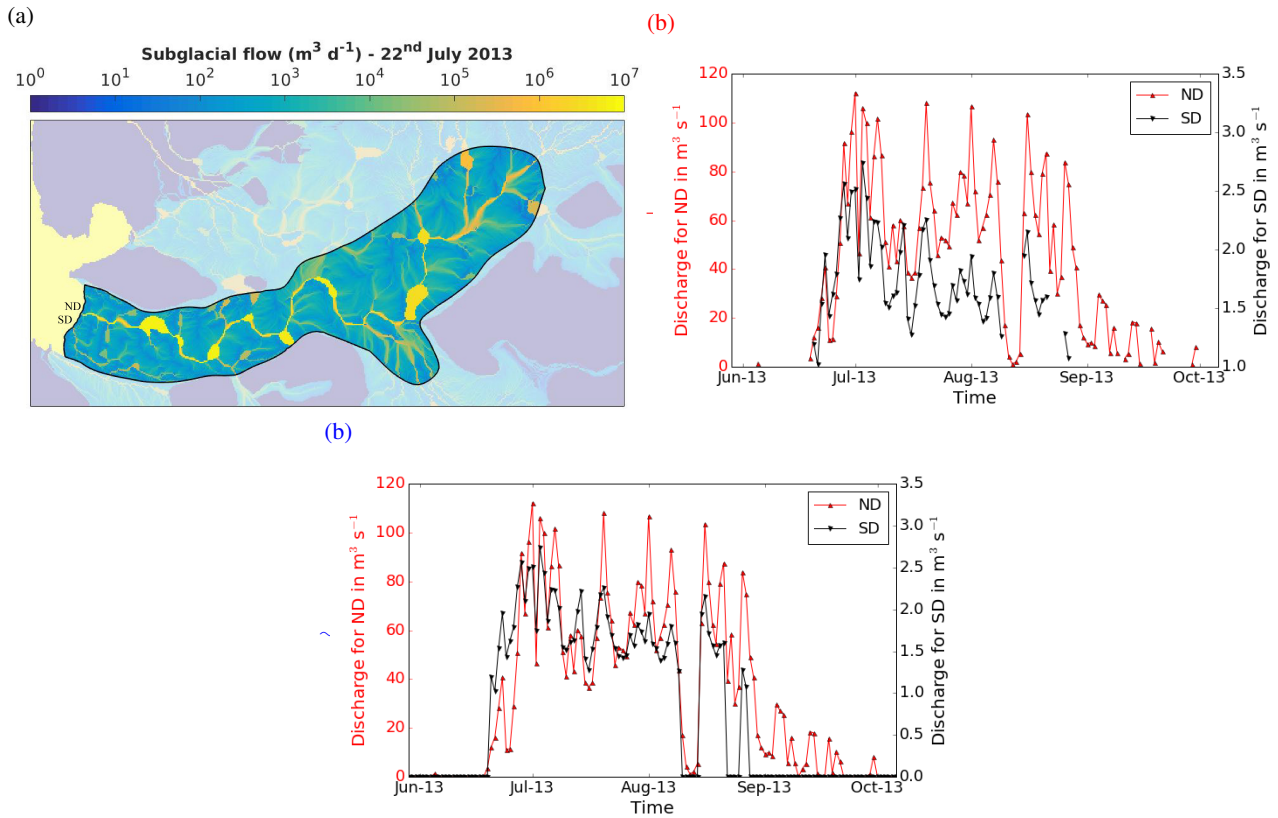 (a)
Subglacial flow (m³ d⁻¹) - 22ⁿᵈ July 2013
10⁰ 10¹ 10² 10³ 10⁴ 10⁵ 10⁶ 10⁷
ND
SD
(b)
Discharge for ND in m³ s⁻¹
120
100
80
60
40
20
0
ND
SD
3.5
3.0
2.5
2.0
1.5
1.0
Discharge for SD in m³ s⁻¹
Jun-13 Jul-13 Aug-13 Sep-13 Oct-13
Time
(b)
Discharge for ND in m³ s⁻¹
120
100
80
60
40
20
0
ND
SD
3.5
3.0
2.5
2.0
1.5
1.0
0.5
0.0
Discharge for SD in m³ s⁻¹
Jun-13 Jul-13 Aug-13 Sep-13 Oct-13
Time